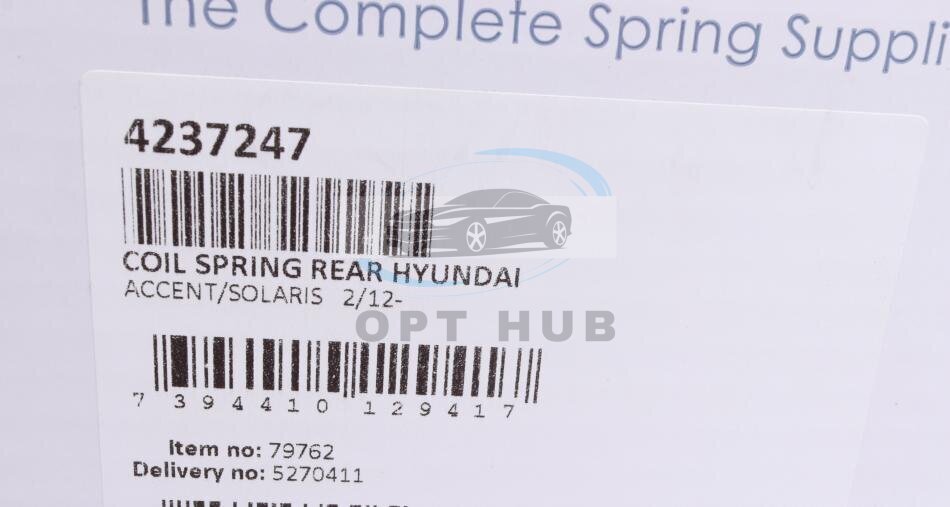 The Complete Spring Suppli
4237247
COIL SPRING REAR HYUNDAI
ACCENT/SOLARIS 2/12-
OPT HUB
7 394410 129417
Item no: 79762
Delivery no: 5270411